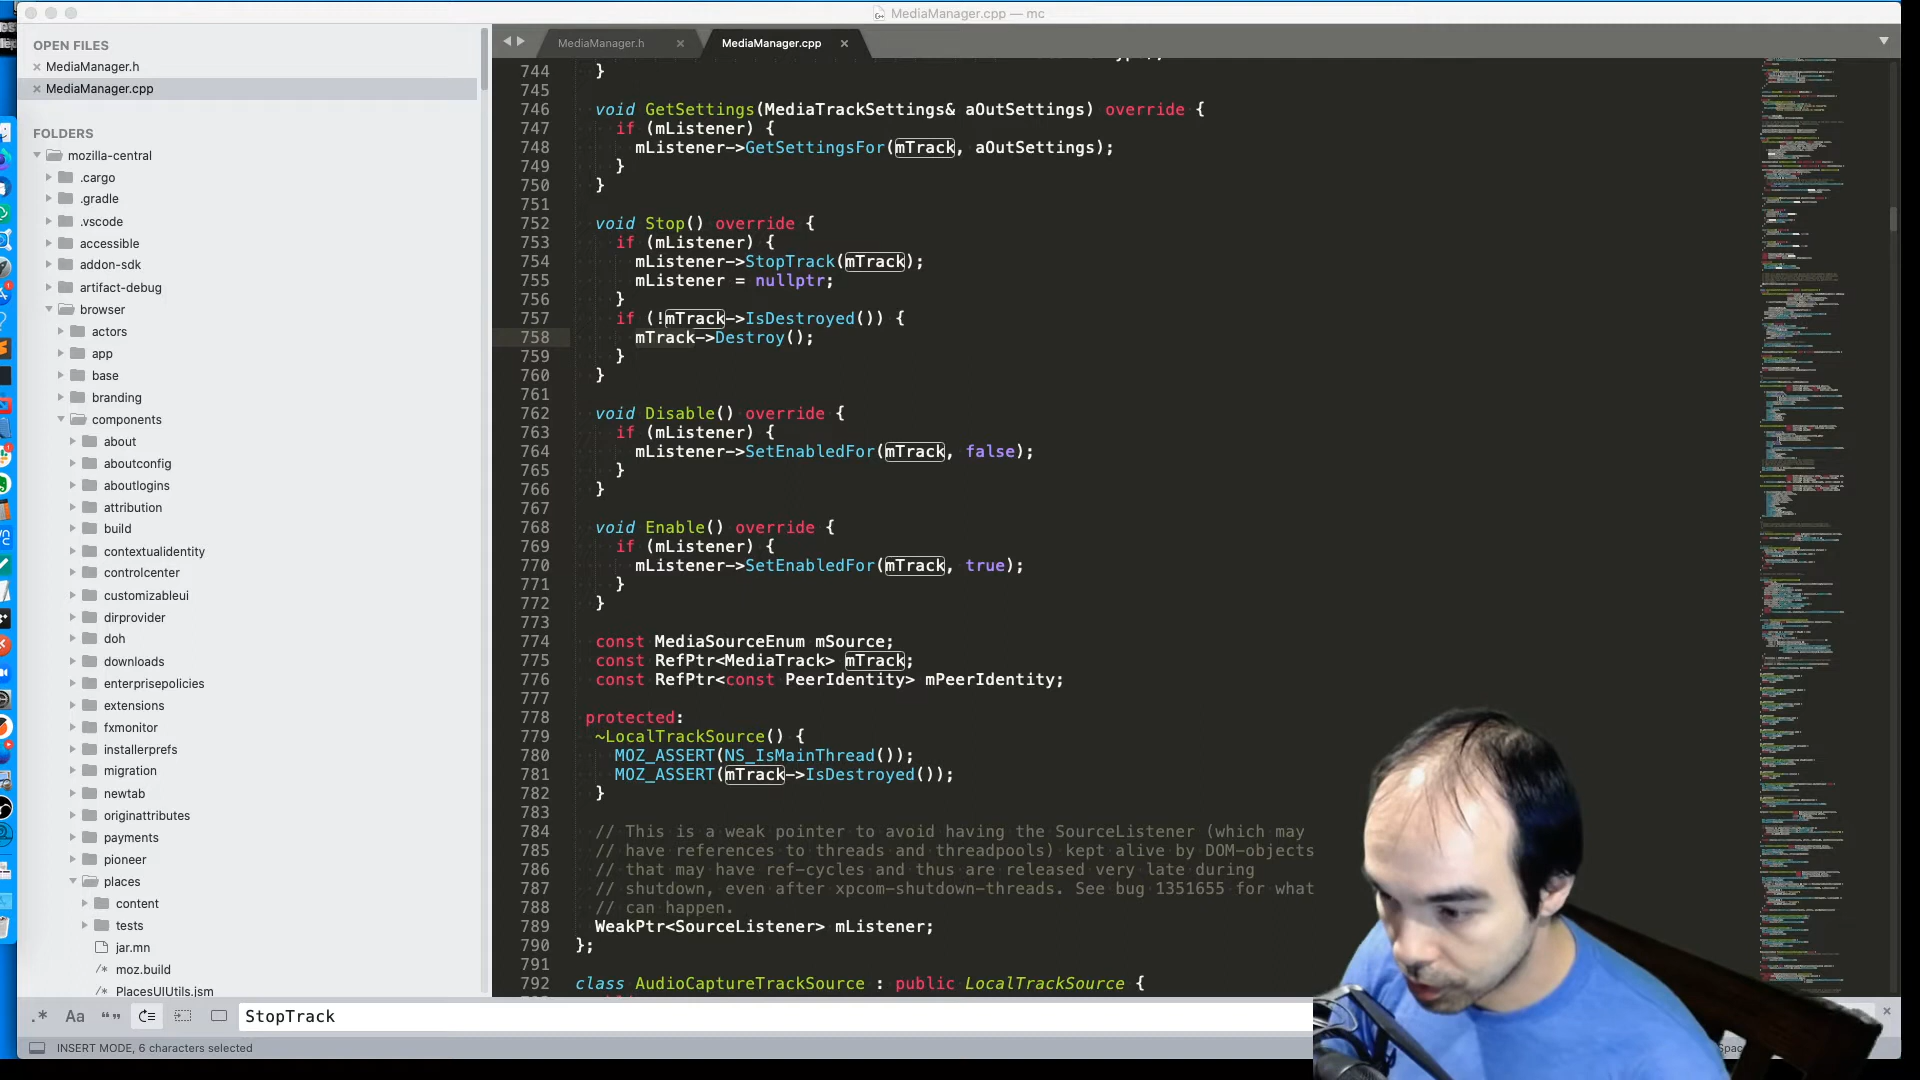 MediaManager.cpp — mc
OPEN FILES
MediaManager.h
MediaManager.cpp
FOLDERS
mozilla-central
.cargo
.gradle
.vscode
accessible
addon-sdk
artifact-debug
browser
actors
app
base
branding
components
about
aboutconfig
aboutlogins
attribution
build
contextualidentity
controlcenter
customizableui
dirprovider
doh
downloads
enterprisepolicies
extensions
fxmonitor
installerprefs
migration
newtab
originattributes
payments
pioneer
places
content
tests
jar.mn
/* moz.build
/* PlacesUIUtils.jsm
MediaManager.h
MediaManager.cpp
744 }
745
746 void GetSettings(MediaTrackSettings& aOutSettings) override {
747 if (mListener) {
748 mListener->GetSettingsFor(mTrack, aOutSettings);
749 }
750 }
751
752 void Stop() override {
753 if (mListener) {
754 mListener->StopTrack(mTrack);
755 mListener = nullptr;
756 }
757 if (!mTrack->IsDestroyed()) {
758 mTrack->Destroy();
759 }
760 }
761
762 void Disable() override {
763 if (mListener) {
764 mListener->SetEnabledFor(mTrack, false);
765 }
766 }
767
768 void Enable() override {
769 if (mListener) {
770 mListener->SetEnabledFor(mTrack, true);
771 }
772 }
773
774 const MediaSourceEnum mSource;
775 const RefPtr<MediaTrack> mTrack;
776 const RefPtr<const PeerIdentity> mPeerIdentity;
777
778 protected:
779 ~LocalTrackSource() {
780 MOZ_ASSERT(NS_IsMainThread());
781 MOZ_ASSERT(mTrack->IsDestroyed());
782 }
783
784 // This is a weak pointer to avoid having the SourceListener (which may
785 // have references to threads and threadpools) kept alive by DOM-objects
786 // that may have ref-cycles and thus are released very late during
787 // shutdown, even after xpcom-shutdown-threads. See bug 1351655 for what
788 // can happen.
789 WeakPtr<SourceListener> mListener;
790 };
791
792 class AudioCaptureTrackSource : public LocalTrackSource {
.* Aa “” StopTrack
INSERT MODE, 6 characters selected